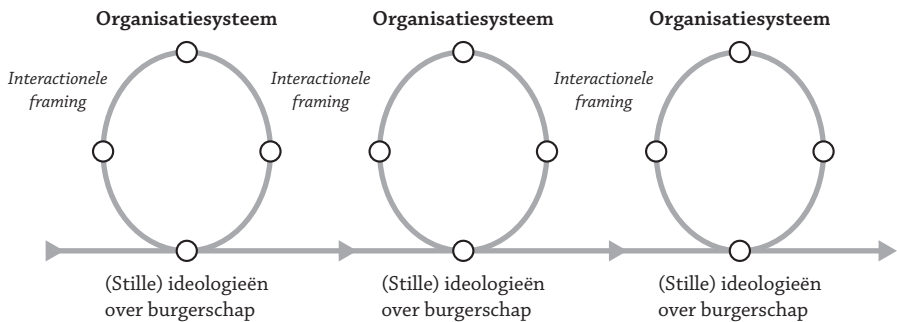 Organisatiesysteem Organisatiesysteem Organisatiesysteem
Interactionele Interactionele Interactionele
framing framing framing
(Stille) ideologieën (Stille) ideologieën (Stille) ideologieën
over burgerschap over burgerschap over burgerschap